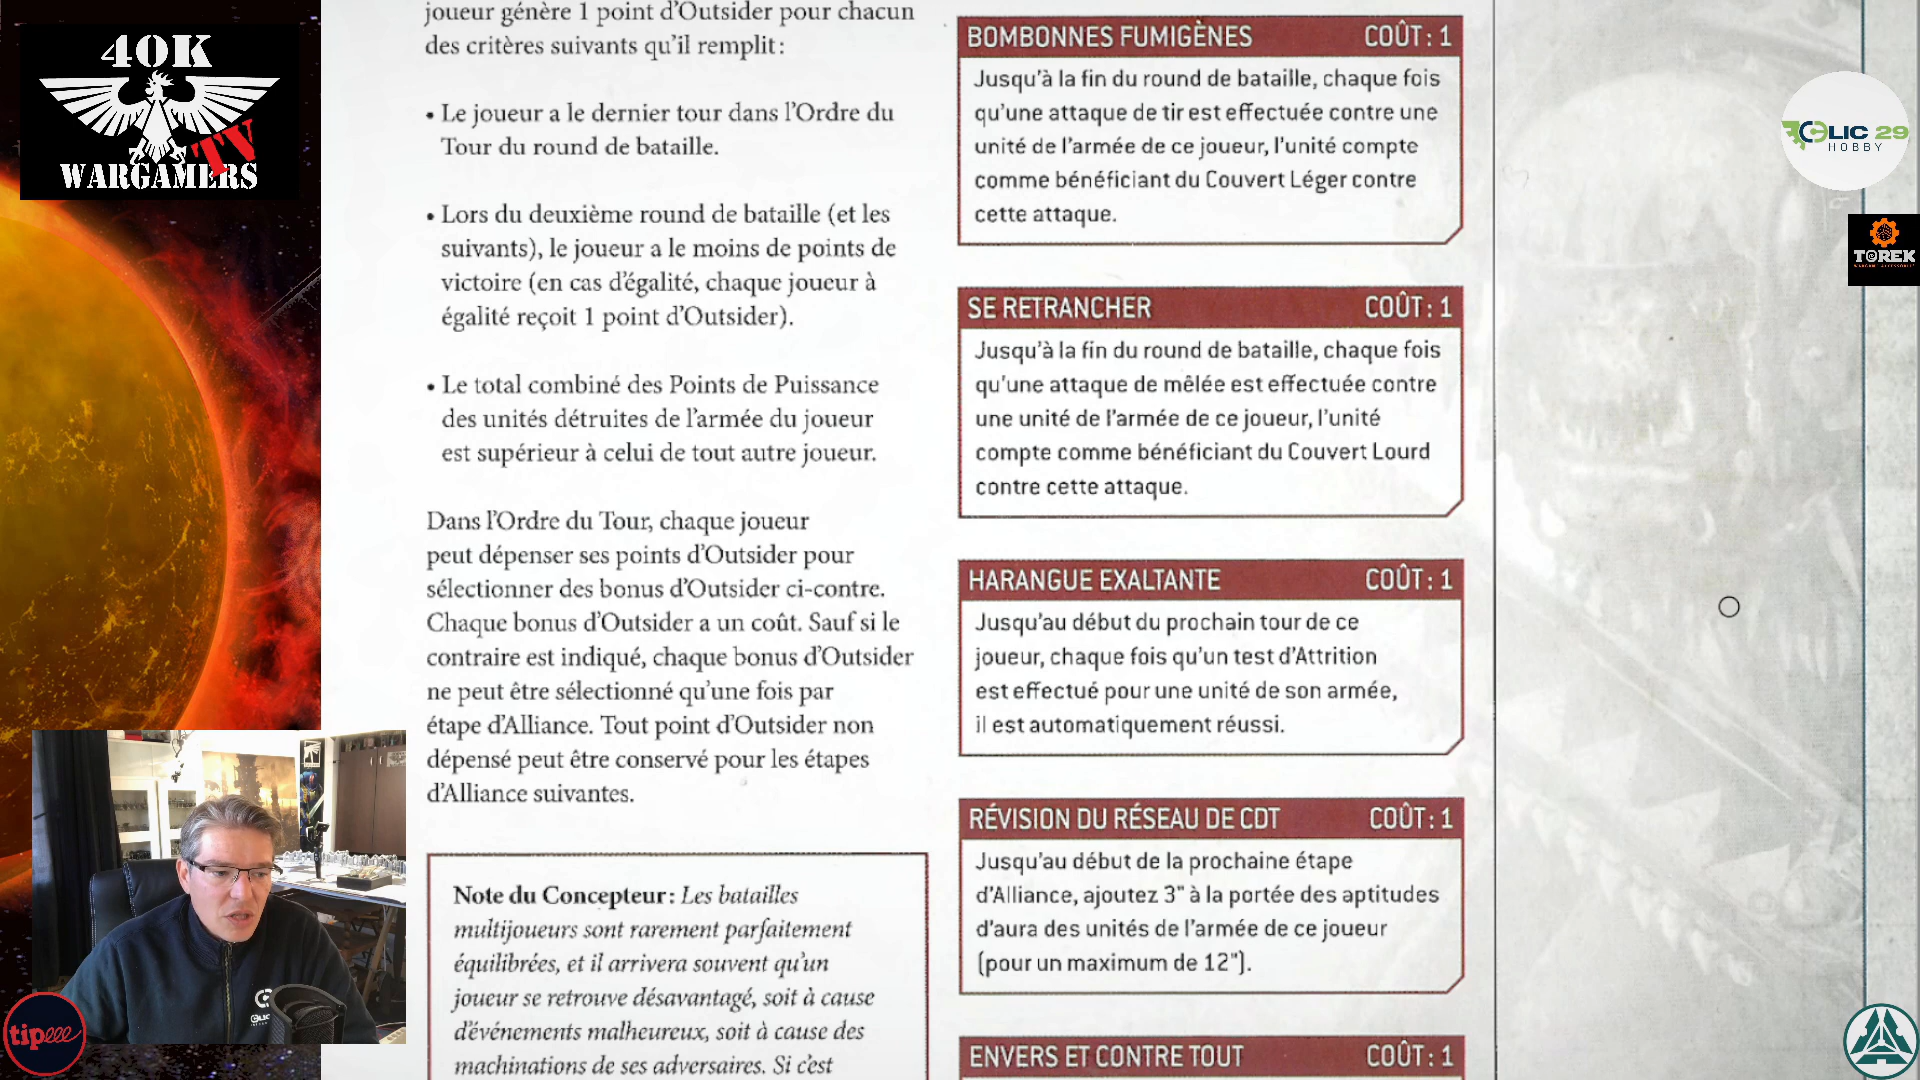 40K
TV
WARGAMERS
joueur génère 1 point d'Outsider pour chacun
des critères suivants qu'il remplit :
• Le joueur a le dernier tour dans l'Ordre du
Tour du round de bataille.
• Lors du deuxième round de bataille (et les
suivants), le joueur a le moins de points de
victoire (en cas d'égalité, chaque joueur à
égalité reçoit 1 point d'Outsider).
• Le total combiné des Points de Puissance
des unités détruites de l'armée du joueur
est supérieur à celui de tout autre joueur.
Dans l'Ordre du Tour, chaque joueur
peut dépenser ses points d'Outsider pour
sélectionner des bonus d'Outsider ci-contre.
Chaque bonus d'Outsider a un coût. Sauf si le
contraire est indiqué, chaque bonus d'Outsider
ne peut être sélectionné qu'une fois par
étape d'Alliance. Tout point d'Outsider non
dépensé peut être conservé pour les étapes
d'Alliance suivantes.
Note du Concepteur : Les batailles
multijoueurs sont rarement parfaitement
équilibrées, et il arrivera souvent qu'un
joueur se retrouve désavantagé, soit à cause
d'événements malheureux, soit à cause des
machinations de ses adversaires. Si c'est
BOMBONNES FUMIGÈNES COÛT : 1
Jusqu'à la fin du round de bataille, chaque fois
qu'une attaque de tir est effectuée contre une
unité de l'armée de ce joueur, l'unité compte
comme bénéficiant du Couvert Léger contre
cette attaque.
SE RETRANCHER COÛT : 1
Jusqu'à la fin du round de bataille, chaque fois
qu'une attaque de mêlée est effectuée contre
une unité de l'armée de ce joueur, l'unité
compte comme bénéficiant du Couvert Lourd
contre cette attaque.
HARANGUE EXALTANTE COÛT : 1
Jusqu'au début du prochain tour de ce
joueur, chaque fois qu'un test d'Attrition
est effectué pour une unité de son armée,
il est automatiquement réussi.
RÉVISION DU RÉSEAU DE CDT COÛT : 1
Jusqu'au début de la prochaine étape
d'Alliance, ajoutez 3" à la portée des aptitudes
d'aura des unités de l'armée de ce joueur
(pour un maximum de 12").
ENVERS ET CONTRE TOUT COÛT : 1
CLIC 29
HOBBY
TOREK
tipeee